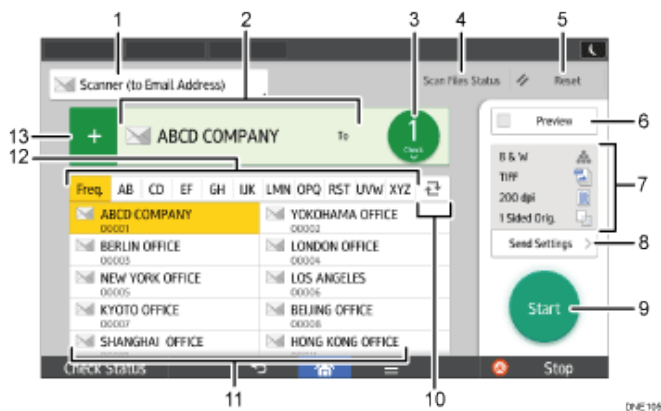 1 2 3 4 5
Scanner (to Email Address)
Scan Files Status Reset
13 + ABCD COMPANY To 1 Check
Preview 6
12
Freq. AB CD EF GH IJK LMN OPQ RST UVW XYZ
B & W
TIFF
200 dpi
1 Sided Orig.
7
ABCD COMPANY YOKOHAMA OFFICE
00001 00002
BERLIN OFFICE LONDON OFFICE
00003 00004
Send Settings > 8
NEW YORK OFFICE LOS ANGELES
00005 00006
KYOTO OFFICE BEIJING OFFICE
00007 00008
Start 9
SHANGHAI OFFICE HONG KONG OFFICE
Check Status Stop
11 10
DNE106